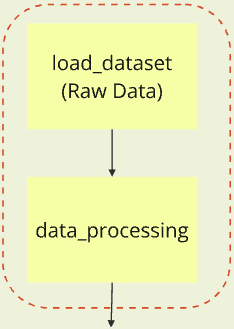 load_dataset
(Raw Data)
data_processing